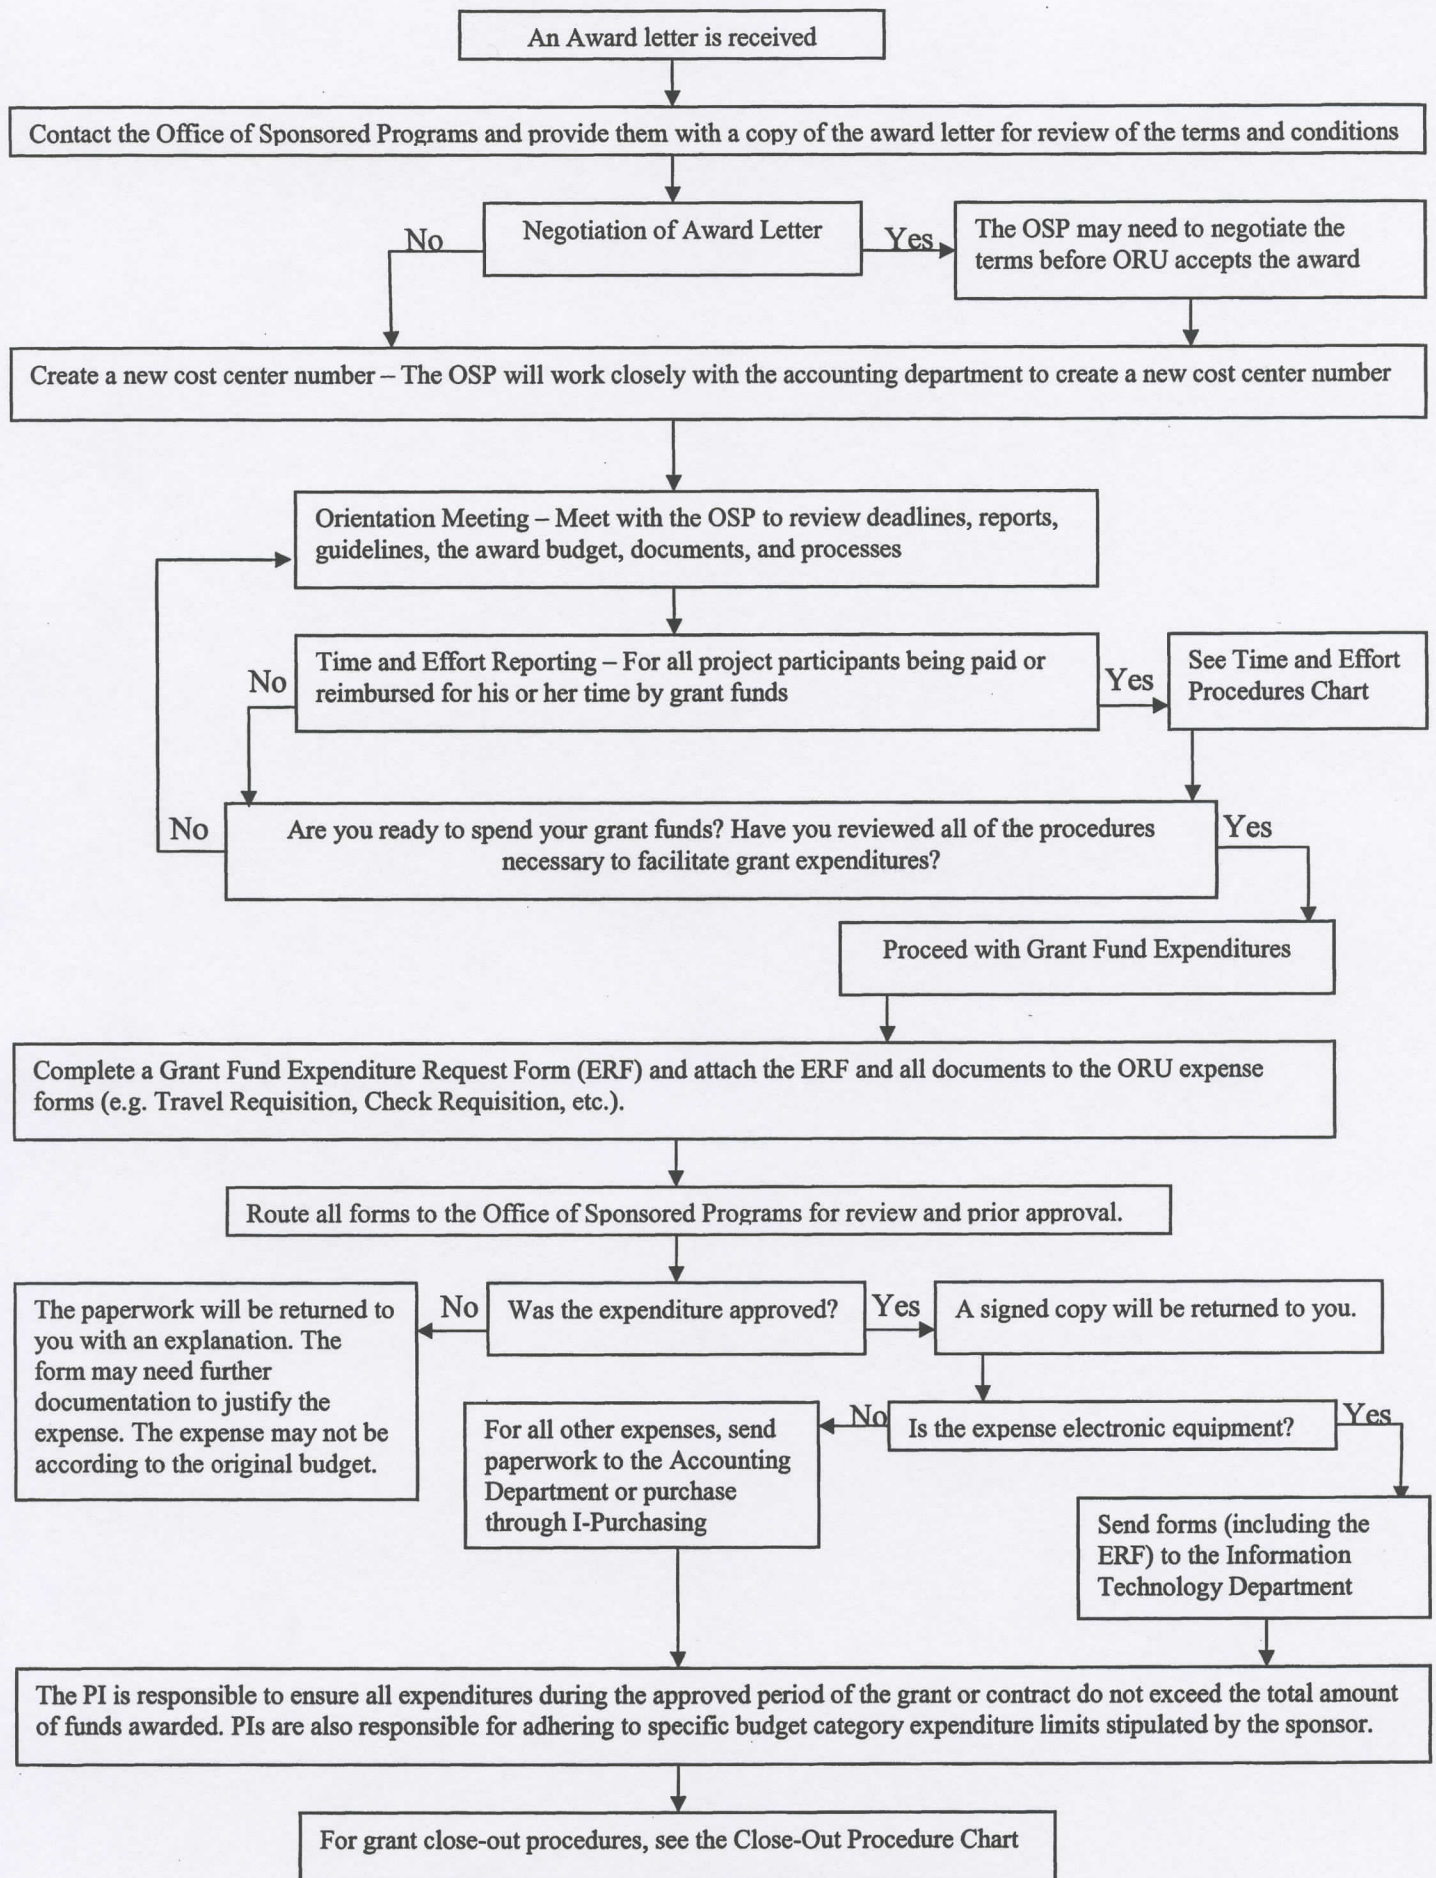 An Award letter is received
Contact the Office of Sponsored Programs and provide them with a copy of the award letter for review of the terms and conditions
No
Negotiation of Award Letter
Yes
The OSP may need to negotiate the
terms before ORU accepts the award
Create a new cost center number – The OSP will work closely with the accounting department to create a new cost center number
Orientation Meeting – Meet with the OSP to review deadlines, reports,
guidelines, the award budget, documents, and processes
No
Time and Effort Reporting – For all project participants being paid or
reimbursed for his or her time by grant funds
Yes
See Time and Effort
Procedures Chart
No
Are you ready to spend your grant funds? Have you reviewed all of the procedures
necessary to facilitate grant expenditures?
Yes
Proceed with Grant Fund Expenditures
Complete a Grant Fund Expenditure Request Form (ERF) and attach the ERF and all documents to the ORU expense
forms (e.g. Travel Requisition, Check Requisition, etc.).
Route all forms to the Office of Sponsored Programs for review and prior approval.
The paperwork will be returned to
you with an explanation. The
form may need further
documentation to justify the
expense. The expense may not be
according to the original budget.
No
Was the expenditure approved?
Yes
A signed copy will be returned to you.
For all other expenses, send
paperwork to the Accounting
Department or purchase
through I-Purchasing
No
Is the expense electronic equipment?
Yes
Send forms (including the
ERF) to the Information
Technology Department
The PI is responsible to ensure all expenditures during the approved period of the grant or contract do not exceed the total amount
of funds awarded. PIs are also responsible for adhering to specific budget category expenditure limits stipulated by the sponsor.
For grant close-out procedures, see the Close-Out Procedure Chart